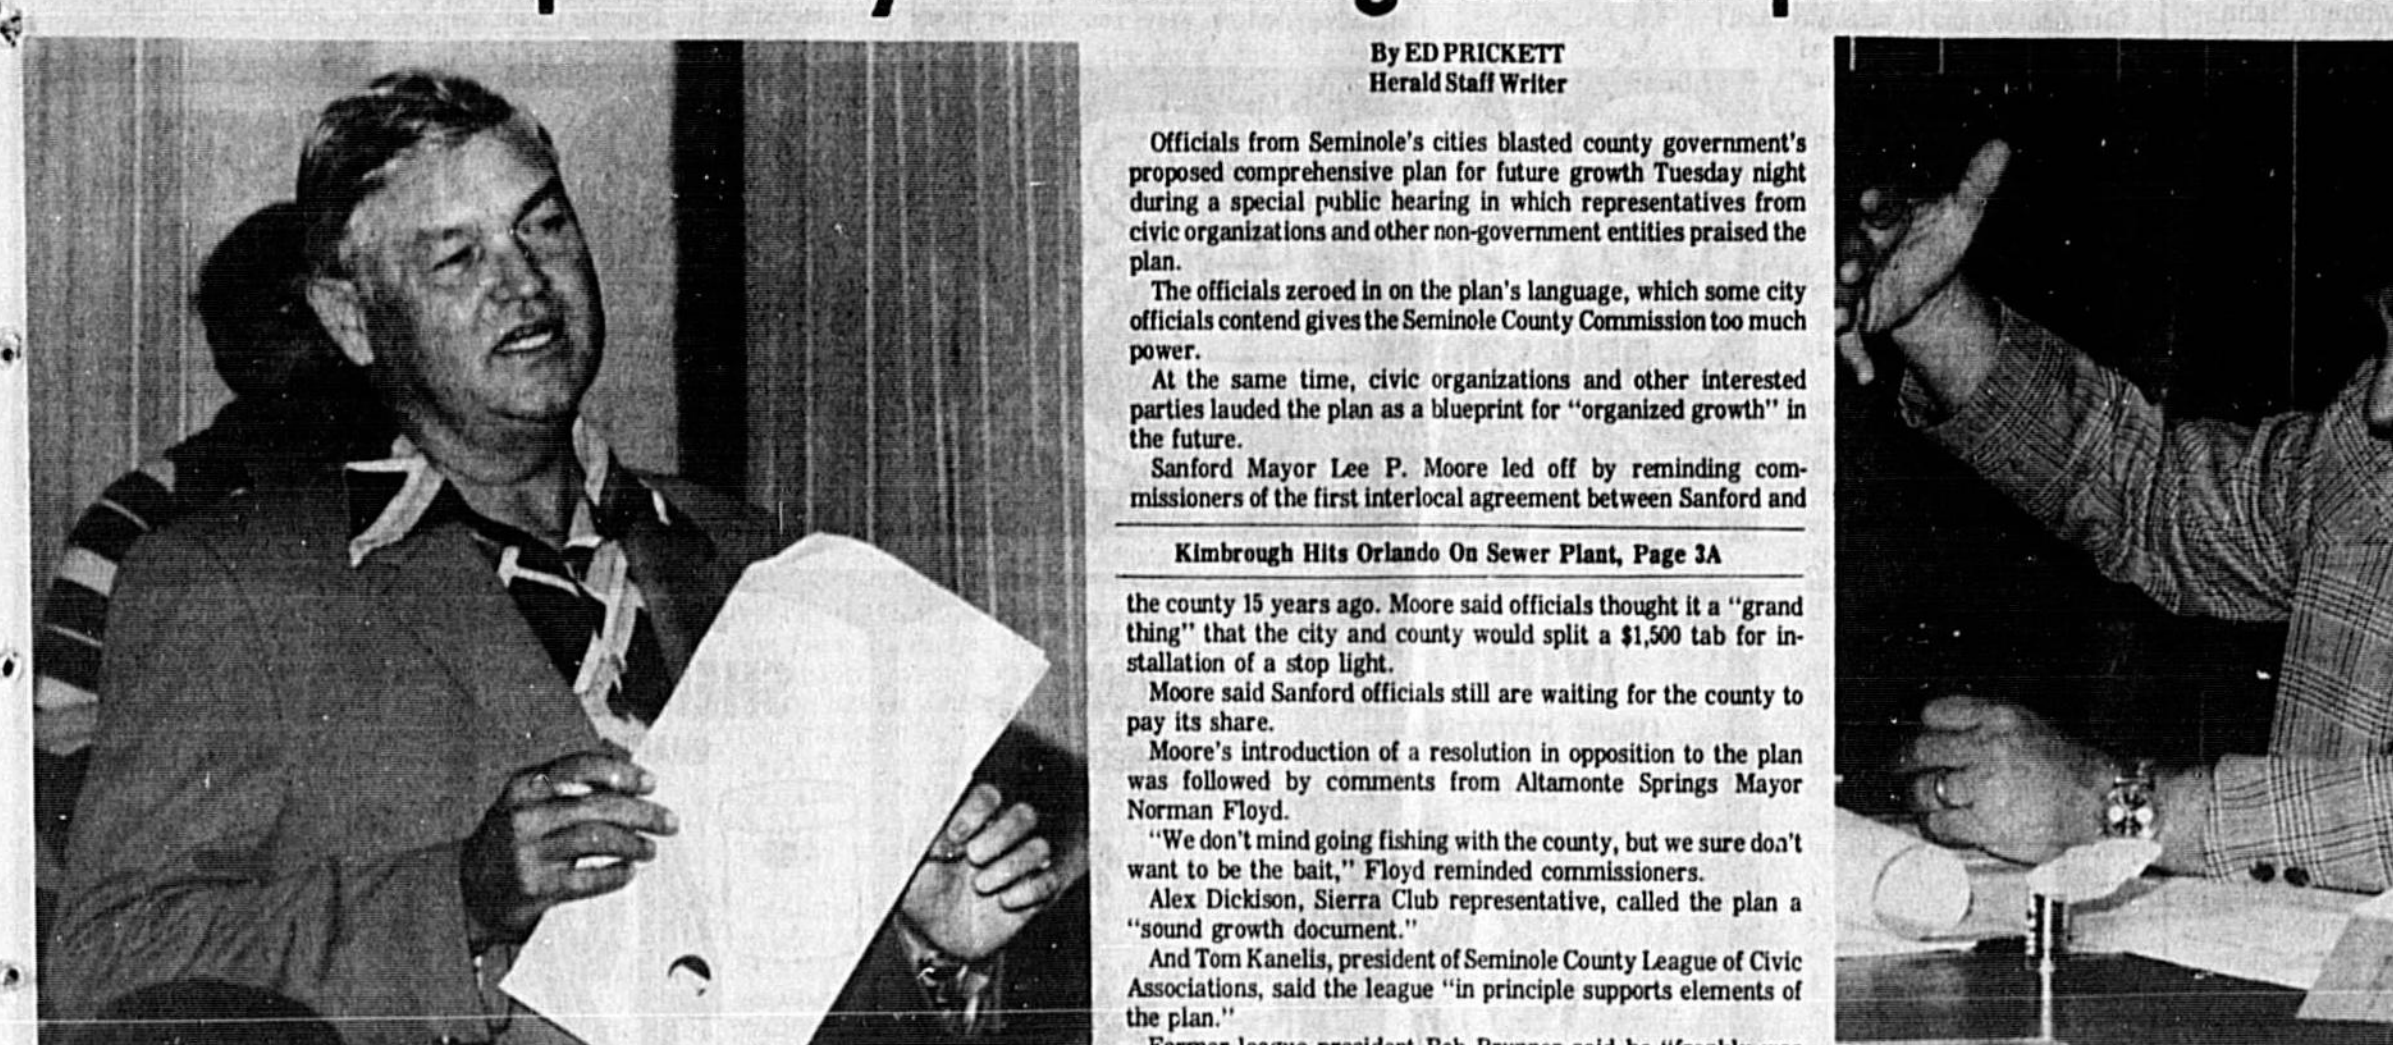 By ED PRICKETT
Herald Staff Writer
Officials from Seminole's cities blasted county government's
proposed comprehensive plan for future growth Tuesday night
during a special public hearing in which representatives from
civic organizations and other non-government entities praised the
plan.
The officials zeroed in on the plan's language, which some city
officials contend gives the Seminole County Commission too much
power.
At the same time, civic organizations and other interested
parties lauded the plan as a blueprint for "organized growth" in
the future.
Sanford Mayor Lee P. Moore led off by reminding com-
missioners of the first interlocal agreement between Sanford and
Kimbrough Hits Orlando On Sewer Plant, Page 3A
the county 15 years ago. Moore said officials thought it a "grand
thing" that the city and county would split a $1,500 tab for in-
stallation of a stop light.
Moore said Sanford officials still are waiting for the county to
pay its share.
Moore's introduction of a resolution in opposition to the plan
was followed by comments from Altamonte Springs Mayor
Norman Floyd.
"We don't mind going fishing with the county, but we sure don't
want to be the bait," Floyd reminded commissioners.
Alex Dickison, Sierra Club representative, called the plan a
"sound growth document."
And Tom Kanelis, president of Seminole County League of Civic
Associations, said the league "in principle supports elements of
the plan."